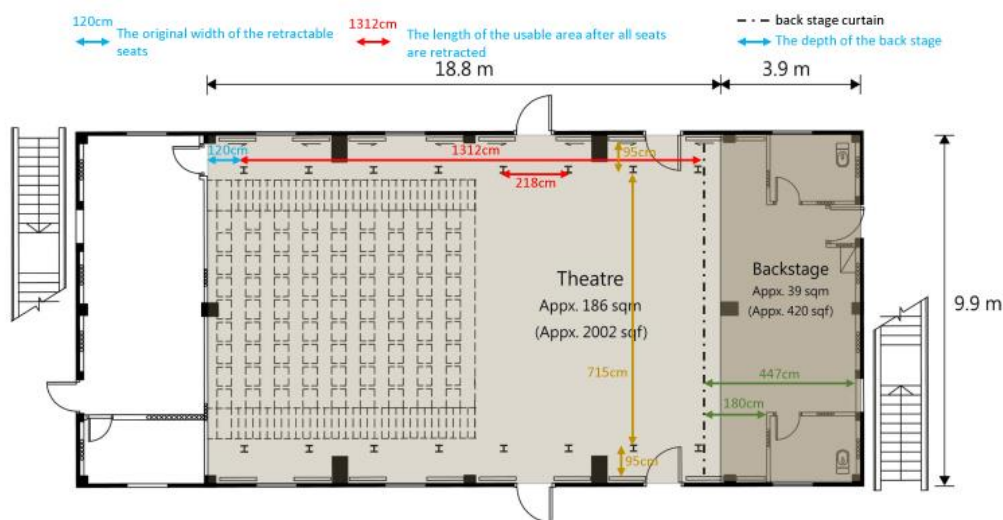 120cm
The original width of the retractable
seats
1312cm
The length of the usable area after all seats
are retracted
back stage curtain
The depth of the back stage
18.8 m
3.9 m
120cm
1312cm
95cm
218cm
Theatre
Appx. 186 sqm
(Appx. 2002 sqf)
Backstage
Appx. 39 sqm
(Appx. 420 sqf)
9.9 m
715cm
447cm
180cm
95cm